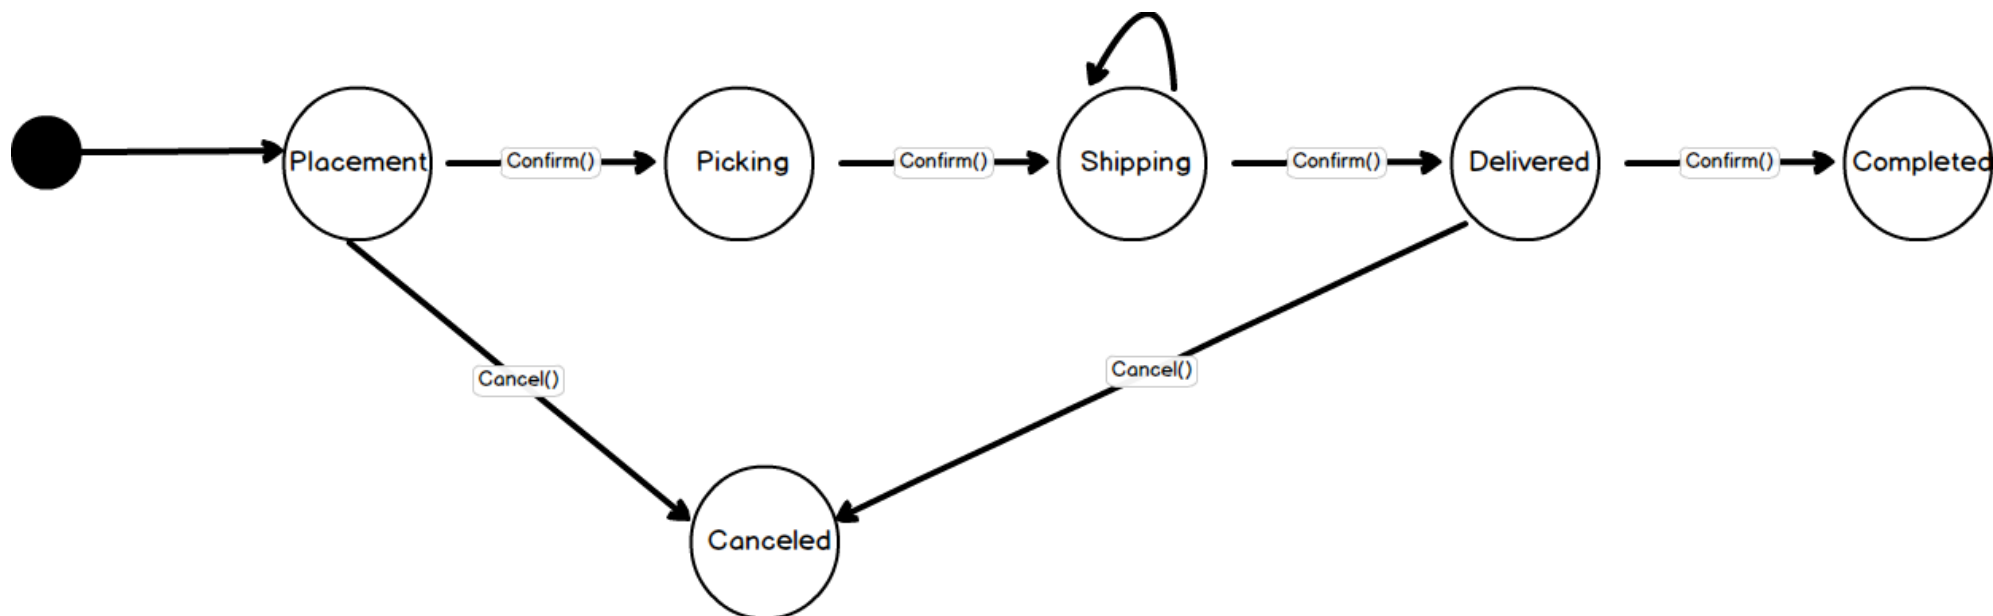 Placement
Confirm()
Picking
Confirm()
Shipping
Confirm()
Delivered
Confirm()
Completed
Cancel()
Cancel()
Canceled